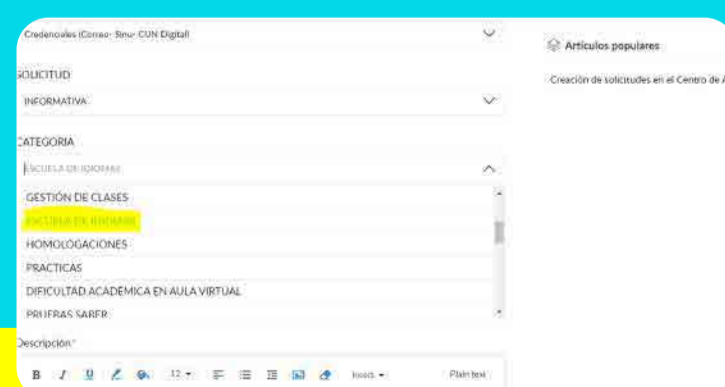 Credenciales (Correo- Sinu- CUN Digital)
SOLICITUD
INFORMATIVA
CATEGORIA
ESCUELA DE IDIOMAS
GESTIÓN DE CLASES
ESCUELA DE IDIOMAS
HOMOLOGACIONES
PRACTICAS
DIFICULTAD ACADÉMICA EN AULA VIRTUAL
PRUEBAS SABER
Descripción*
B I U 12 Insert Plain text
Artículos populares
Creación de solicitudes en el Centro de A